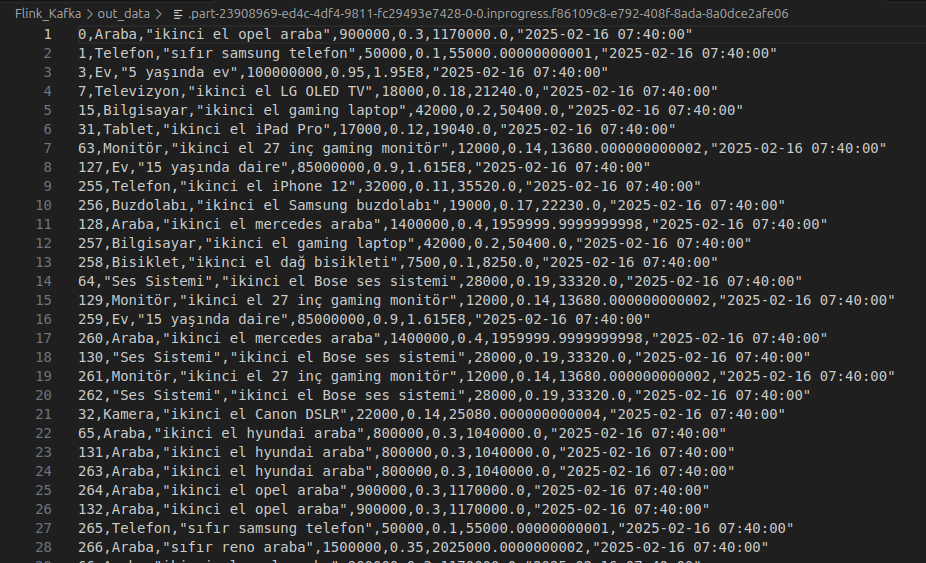 Flink_Kafka > out_data > .part-23908969-ed4c-4df4-9811-fc29493e7428-0-0.inprogress.f86109c8-e792-408f-8ada-8a0dce2afe06
1 0,Araba,"ikinci el opel araba",900000,0.3,1170000.0,"2025-02-16 07:40:00"
2 1,Telefon,"sıfır samsung telefon",50000,0.1,55000.00000000001,"2025-02-16 07:40:00"
3 3,Ev,"5 yaşında ev",100000000,0.95,1.95E8,"2025-02-16 07:40:00"
4 7,Televizyon,"ikinci el LG OLED TV",18000,0.18,21240.0,"2025-02-16 07:40:00"
5 15,Bilgisayar,"ikinci el gaming laptop",42000,0.2,50400.0,"2025-02-16 07:40:00"
6 31,Tablet,"ikinci el iPad Pro",17000,0.12,19040.0,"2025-02-16 07:40:00"
7 63,Monitör,"ikinci el 27 inç gaming monitör",12000,0.14,13680.000000000002,"2025-02-16 07:40:00"
8 127,Ev,"15 yaşında daire",85000000,0.9,1.615E8,"2025-02-16 07:40:00"
9 255,Telefon,"ikinci el iPhone 12",32000,0.11,35520.0,"2025-02-16 07:40:00"
10 256,Buzdolabı,"ikinci el Samsung buzdolabı",19000,0.17,22230.0,"2025-02-16 07:40:00"
11 128,Araba,"ikinci el mercedes araba",1400000,0.4,1959999.9999999998,"2025-02-16 07:40:00"
12 257,Bilgisayar,"ikinci el gaming laptop",42000,0.2,50400.0,"2025-02-16 07:40:00"
13 258,Bisiklet,"ikinci el dağ bisikleti",7500,0.1,8250.0,"2025-02-16 07:40:00"
14 64,"Ses Sistemi","ikinci el Bose ses sistemi",28000,0.19,33320.0,"2025-02-16 07:40:00"
15 129,Monitör,"ikinci el 27 inç gaming monitör",12000,0.14,13680.000000000002,"2025-02-16 07:40:00"
16 259,Ev,"15 yaşında daire",85000000,0.9,1.615E8,"2025-02-16 07:40:00"
17 260,Araba,"ikinci el mercedes araba",1400000,0.4,1959999.9999999998,"2025-02-16 07:40:00"
18 130,"Ses Sistemi","ikinci el Bose ses sistemi",28000,0.19,33320.0,"2025-02-16 07:40:00"
19 261,Monitör,"ikinci el 27 inç gaming monitör",12000,0.14,13680.000000000002,"2025-02-16 07:40:00"
20 262,"Ses Sistemi","ikinci el Bose ses sistemi",28000,0.19,33320.0,"2025-02-16 07:40:00"
21 32,Kamera,"ikinci el Canon DSLR",22000,0.14,25080.000000000004,"2025-02-16 07:40:00"
22 65,Araba,"ikinci el hyundai araba",800000,0.3,1040000.0,"2025-02-16 07:40:00"
23 131,Araba,"ikinci el hyundai araba",800000,0.3,1040000.0,"2025-02-16 07:40:00"
24 263,Araba,"ikinci el hyundai araba",800000,0.3,1040000.0,"2025-02-16 07:40:00"
25 264,Araba,"ikinci el opel araba",900000,0.3,1170000.0,"2025-02-16 07:40:00"
26 132,Araba,"ikinci el opel araba",900000,0.3,1170000.0,"2025-02-16 07:40:00"
27 265,Telefon,"sıfır samsung telefon",50000,0.1,55000.00000000001,"2025-02-16 07:40:00"
28 266,Araba,"sıfır reno araba",1500000,0.35,2025000.0000000002,"2025-02-16 07:40:00"